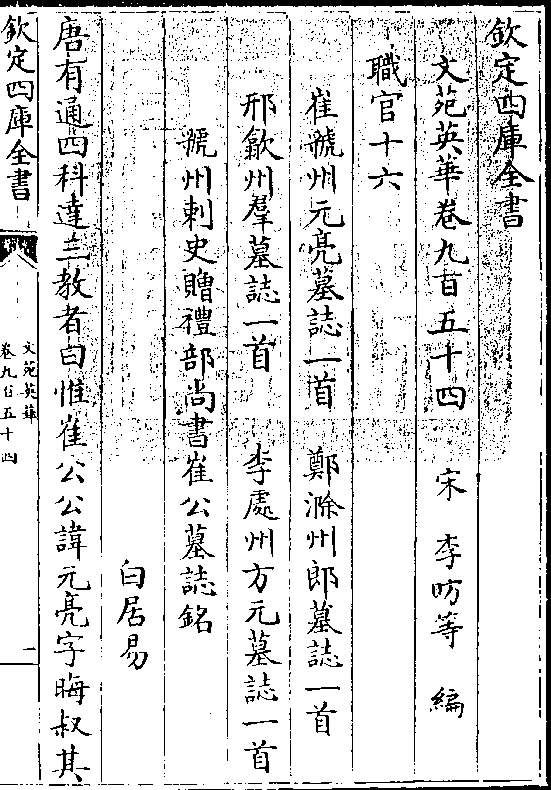 欽定四庫全書
文苑英華卷九百五十四　宋　李昉等　編
職官十六
崔虢州元亮墓誌一首　鄭滁州郎墓誌一首
邢歙州羣墓誌一首　李處州方元墓誌一首
虢州刺史贈禮部尚書崔公墓誌銘
白居易
唐有通四科達三教者曰惟崔公公諱元亮字晦叔其
欽定四庫全書
文苑英華
卷九百五十四
一